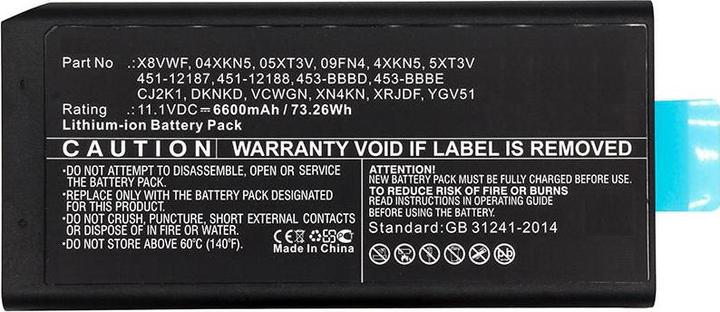 Part No :X8VWF, 04XKN5, 05XT3V, 09FN4, 4XKN5, 5XT3V
451-12187, 451-12188, 453-BBBD, 453-BBBE
CJ2K1, DKNKD, VCWGN, XN4KN, XRJDF, YGV51
Rating :11.1VDC⎓6600mAh / 73.26Wh
Lithium-ion Battery Pack
CAUTION WARRANTY VOID IF LABEL IS REMOVED
•DO NOT ATTEMPT TO DISASSEMBLE, OPEN OR SERVICE
THE BATTERY PACK.
•REPLACE ONLY WITH THE BATTERY PACK DESIGNATED
FOR THIS PRODUCT.
•DO NOT CRUSH, PUNCTURE, SHORT EXTERNAL CONTACTS
OR DISPOSE OF IN FIRE OR WATER.
•DO NOT STORE ABOVE 60°C (140°F).
CE
Made In China
ATTENTION!
NEW BATTERY PACK MUST BE FULLY CHARGED BEFORE USE
TO REDUCE RISK OF FIRE OR BURNS
READ INSTRUCTIONS IN OPERATING GUIDE
BEFORE USING THE BATTERY.
Standard:GB 31241-2014